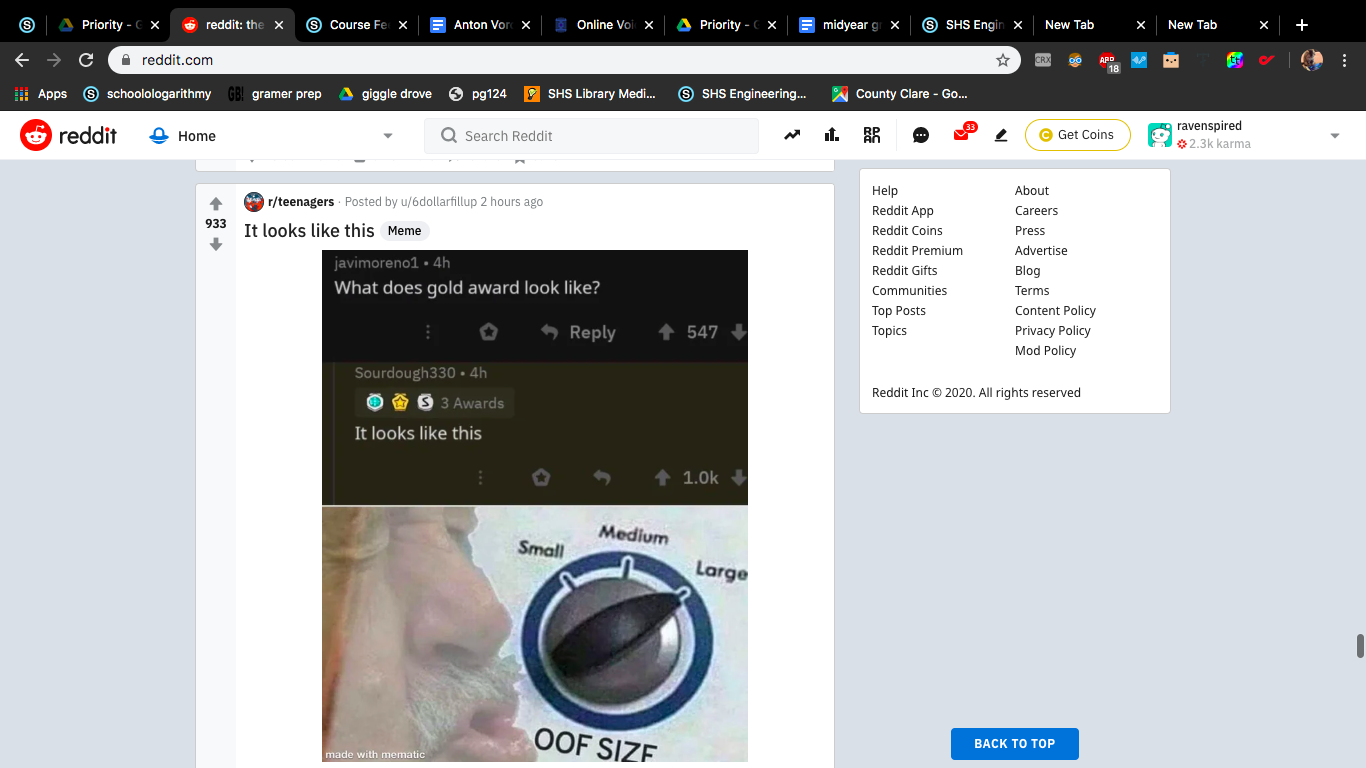 Priority - G
reddit: the
Course Fe
Anton Vor
Online Voi
Priority - G
midyear g
SHS Engin
New Tab
New Tab
reddit.com
CRX
ABP
18
Apps
schoolologarithmy
GB!
gramer prep
giggle drove
pg124
SHS Library Medi...
SHS Engineering...
County Clare - Go...
reddit
Home
Search Reddit
33
Get Coins
ravenspired
2.3k karma
933
r/teenagers · Posted by u/6dollarfillup 2 hours ago
It looks like this Meme
javimoreno1 • 4h
What does gold award look like?
Reply 547
Sourdough330 • 4h
S 3 Awards
It looks like this
1.0k
Small
Medium
Large
OOF SIZE
made with mematic
Help
Reddit App
Reddit Coins
Reddit Premium
Reddit Gifts
Communities
Top Posts
Topics
About
Careers
Press
Advertise
Blog
Terms
Content Policy
Privacy Policy
Mod Policy
Reddit Inc © 2020. All rights reserved
BACK TO TOP